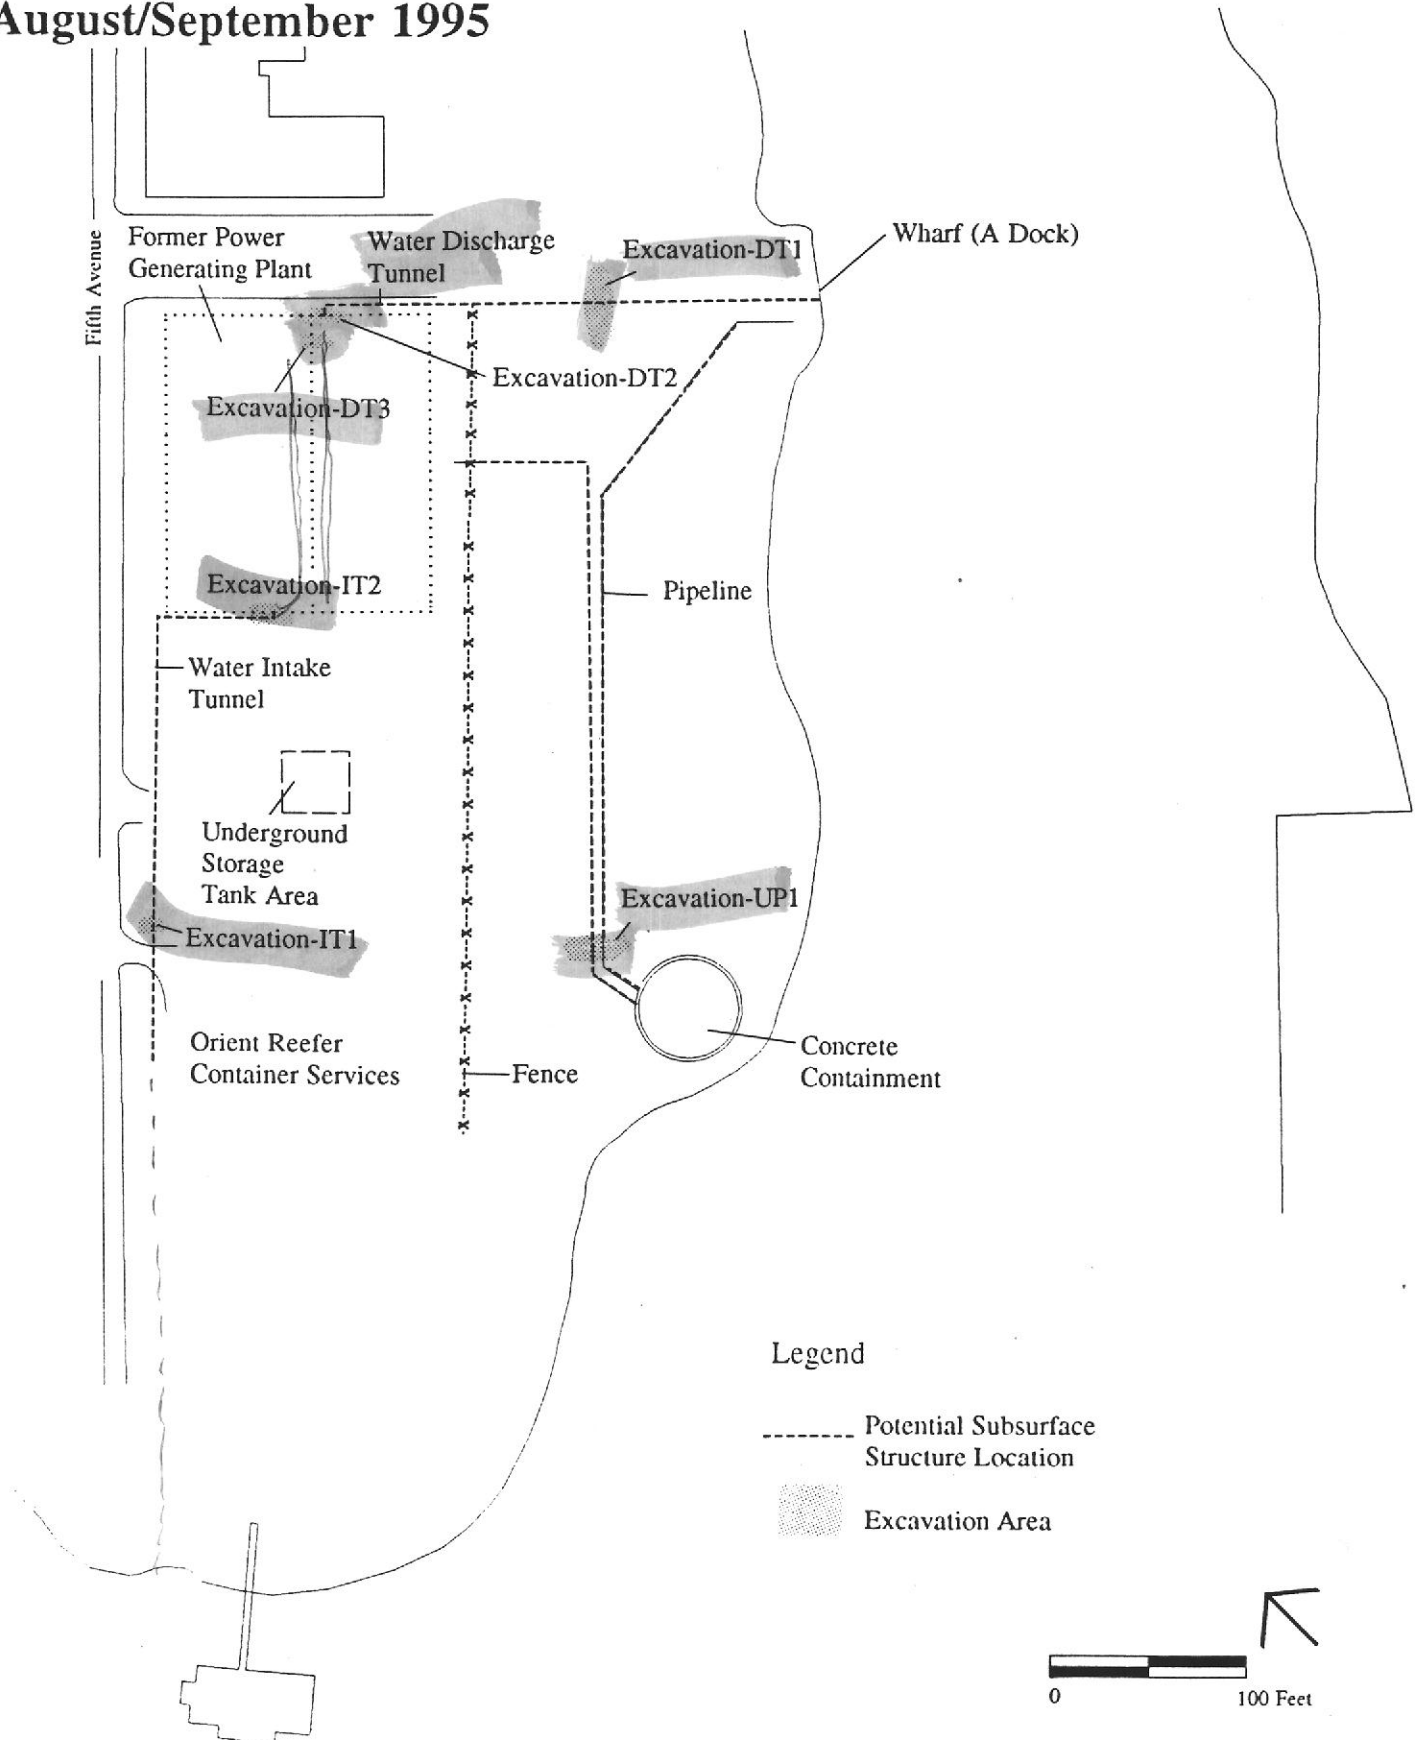 August/September 1995
Fifth Avenue
Former Power
Generating Plant
Water Discharge
Tunnel
Excavation-DT1
Wharf (A Dock)
Excavation-DT2
Excavation-DT3
Excavation-IT2
Pipeline
Water Intake
Tunnel
Underground
Storage
Tank Area
Excavation-UP1
Excavation-IT1
Orient Reefer
Container Services
Fence
Concrete
Containment
Legend
Potential Subsurface
Structure Location
Excavation Area
0
100 Feet